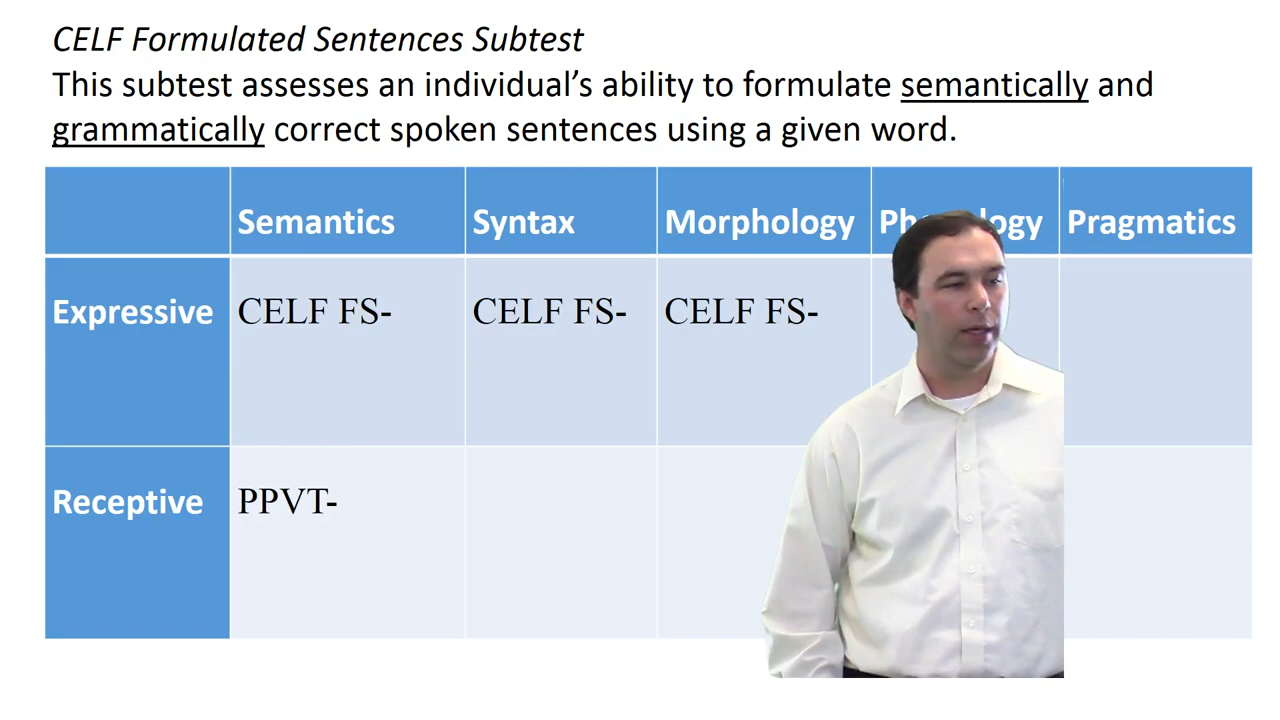 CELF Formulated Sentences Subtest
This subtest assesses an individual's ability to formulate semantically and
grammatically correct spoken sentences using a given word.
Semantics Syntax Morphology Pragmatics
Expressive CELF FS- CELF FS- CELF FS-
Receptive PPVT-